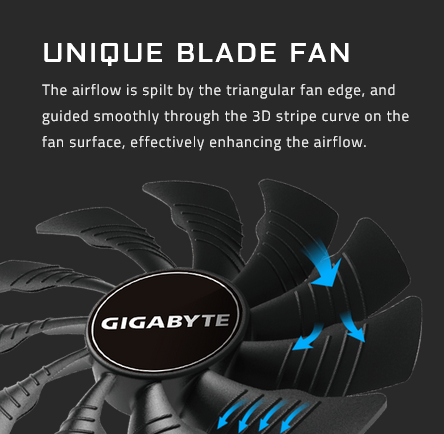 UNIQUE BLADE FAN
The airflow is spilt by the triangular fan edge, and
guided smoothly through the 3D stripe curve on the
fan surface, effectively enhancing the airflow.
GIGABYTE